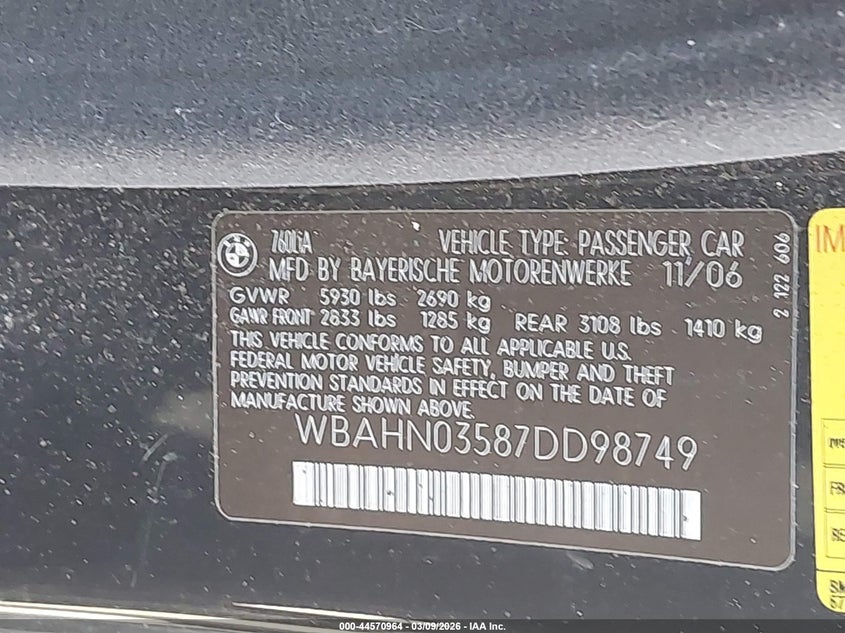 760LiA VEHICLE TYPE: PASSENGER CAR
MFD BY BAYERISCHE MOTORENWERKE 11/06
GVWR 5930 lbs 2690 kg
GAWR FRONT 2833 lbs 1285 kg REAR 3108 lbs 1410 kg
THIS VEHICLE CONFORMS TO ALL APPLICABLE U.S.
FEDERAL MOTOR VEHICLE SAFETY, BUMPER AND THEFT
PREVENTION STANDARDS IN EFFECT ON THE DATE OF
MANUFACTURE SHOWN ABOVE.
WBAHN03587DD98749
2 122 606
IM
FR
000-44570964 - 03/09/2026 - IAA Inc.